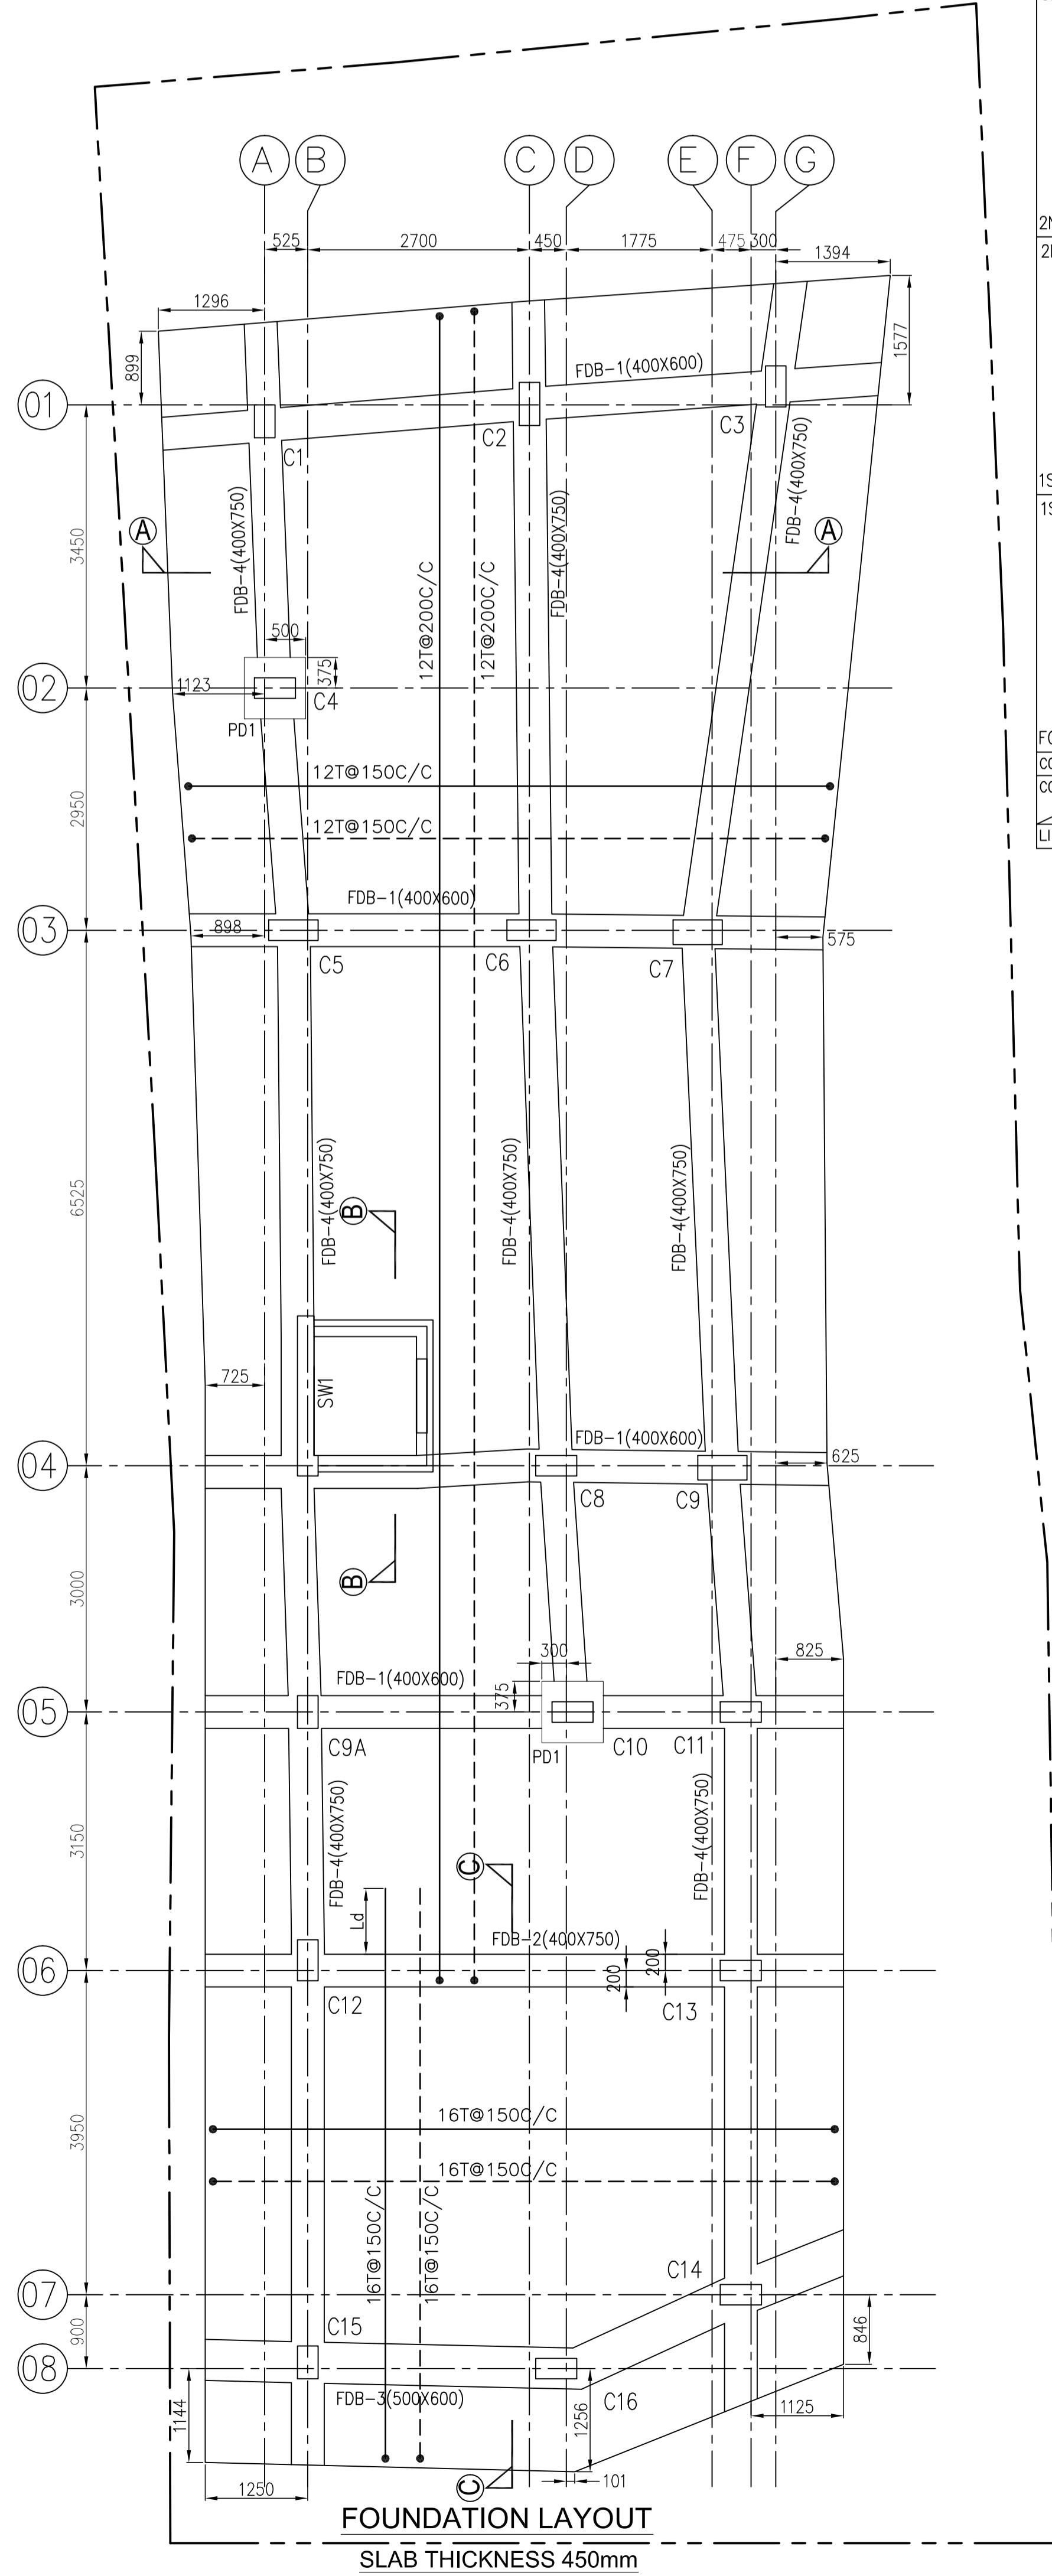 A B C D E F G
525 2700 450 1775 475 300
1394
1296
899
1577
FDB-1(400X600)
01
C1
C2
C3
FDB-4(400X750)
FDB-4(400X750)
FDB-4(400X750)
A
A
3450
12T@200C/C
12T@200C/C
500
375
02
1123
C4
PD1
12T@150C/C
2950
12T@150C/C
FDB-1(400X600)
03
898
575
C5
C6
C7
6525
FDB-4(400X750)
FDB-4(400X750)
FDB-4(400X750)
B
725
SW1
FDB-1(400X600)
04
625
C8
C9
3000
B
825
300
FDB-1(400X600)
375
05
C9A
C10
C11
PD1
3150
FDB-4(400X750)
FDB-4(400X750)
C
Ld
FDB-2(400X750)
200
200
06
C12
C13
3950
16T@150C/C
16T@150C/C
16T@150C/C
16T@150C/C
C14
07
900
C15
846
08
FDB-3(500X600)
C16
1144
1256
1125
1250
C
101
FOUNDATION LAYOUT
SLAB THICKNESS 450mm